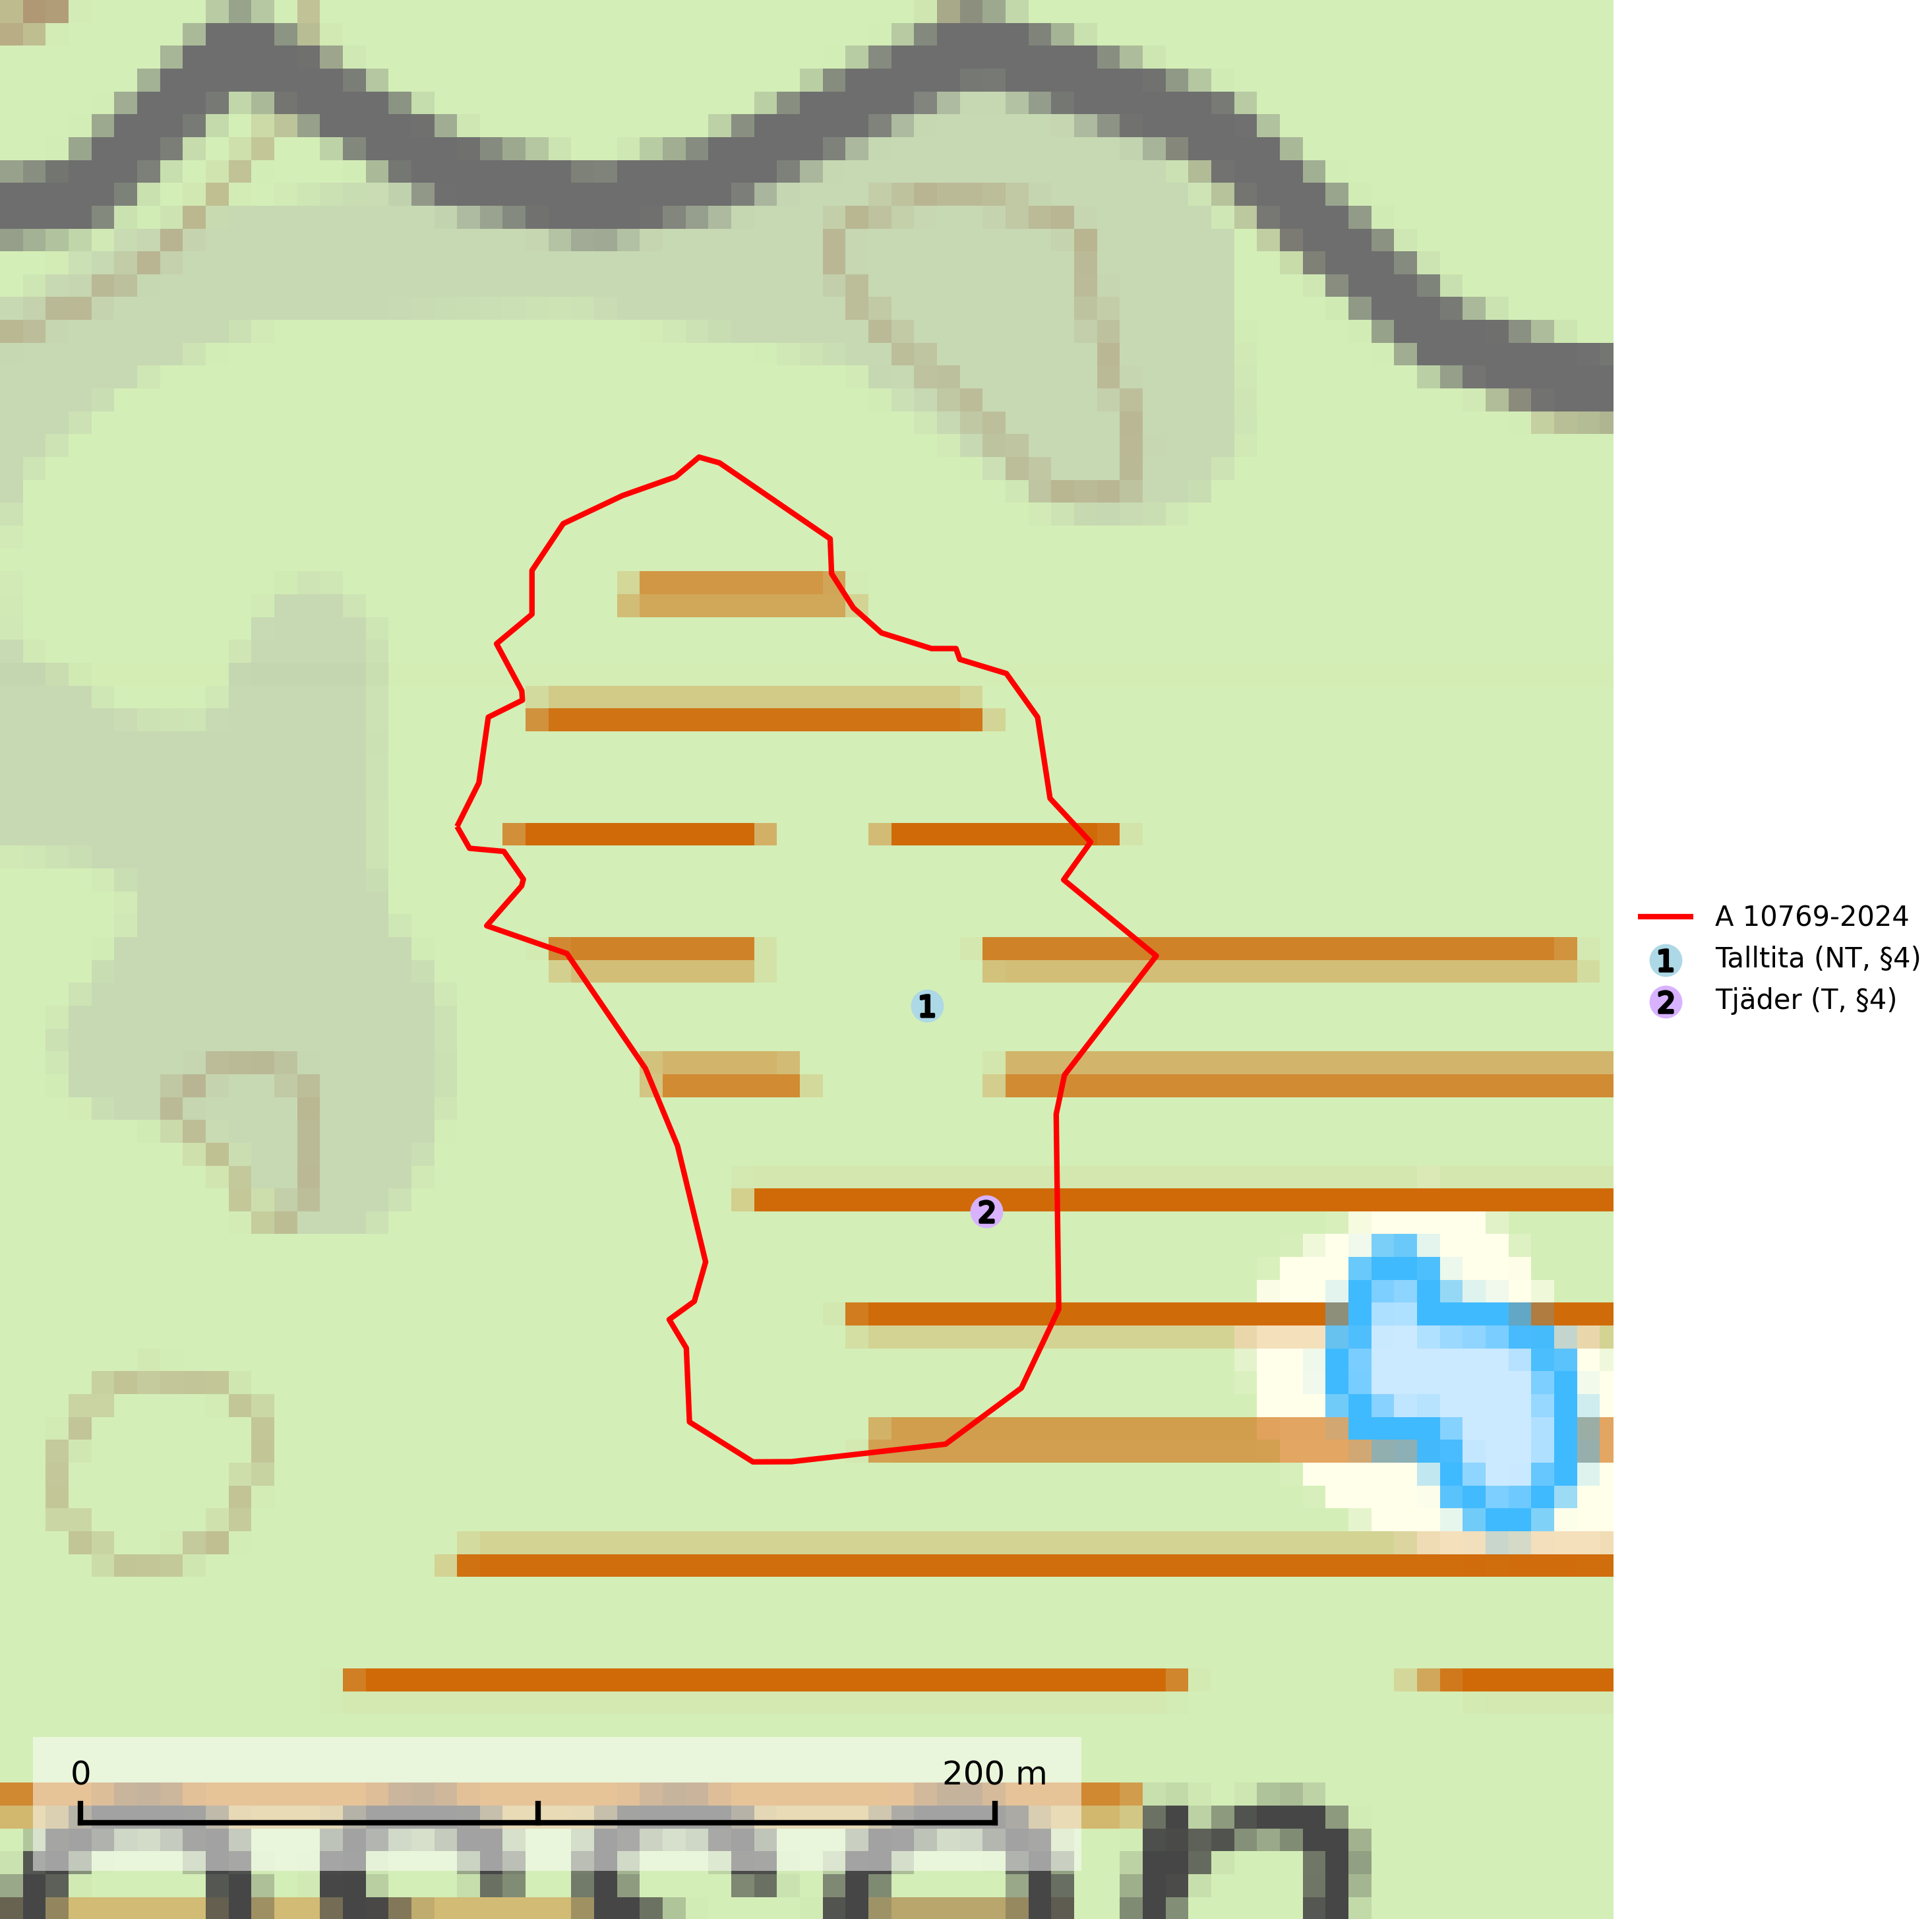 A 10769-2024
1 Talltita (NT, §4)
2 Tjäder (T, §4)
1
2
0 200 m